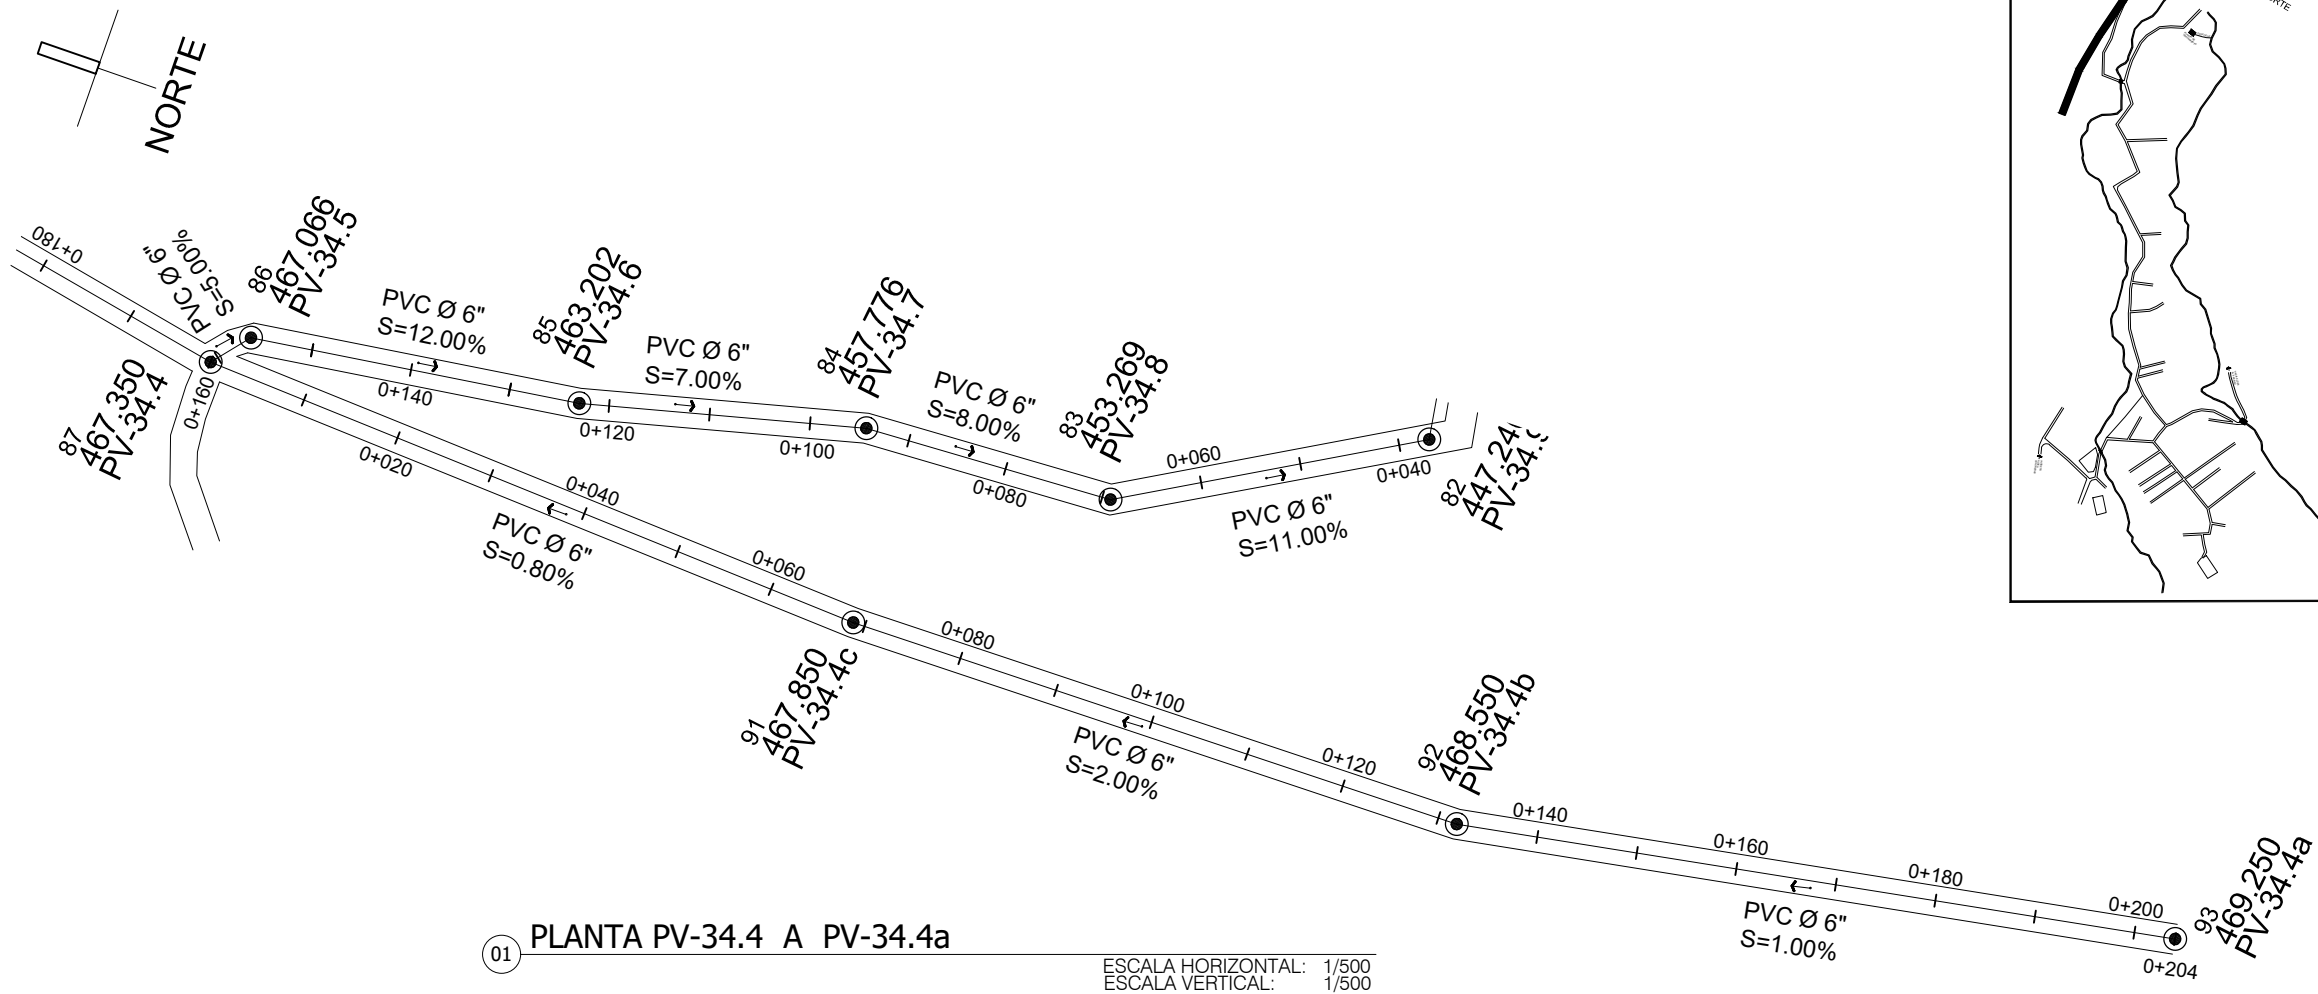 NORTE
0+180
PVC Ø 6"
S=5.00%
86
467.066
PV-34.5
PVC Ø 6"
S=12.00%
85
463.202
PV-34.6
PVC Ø 6"
S=7.00%
84
457.776
PV-34.7
PVC Ø 6"
S=8.00%
83
453.269
PV-34.8
87
467.350
PV-34.4
0+160
0+140
0+120
0+100
0+080
0+060
0+040
PVC Ø 6"
S=11.00%
82
0+020
0+040
PVC Ø 6"
S=0.80%
0+060
0+080
91
467.850
PV-34.4c
0+100
PVC Ø 6"
S=2.00%
0+120
92
468.550
PV-34.4b
0+140
0+160
0+180
PVC Ø 6"
S=1.00%
0+200
0+204
93
469.250
PV-34.4a
01
PLANTA PV-34.4 A PV-34.4a
ESCALA HORIZONTAL: 1/500
ESCALA VERTICAL: 1/500